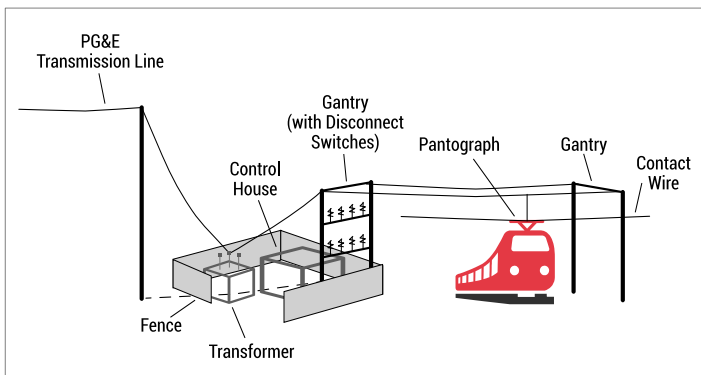 PG&E
Transmission Line
Gantry
(with Disconnect
Switches)
Pantograph
Gantry
Contact
Wire
Control
House
Fence
Transformer